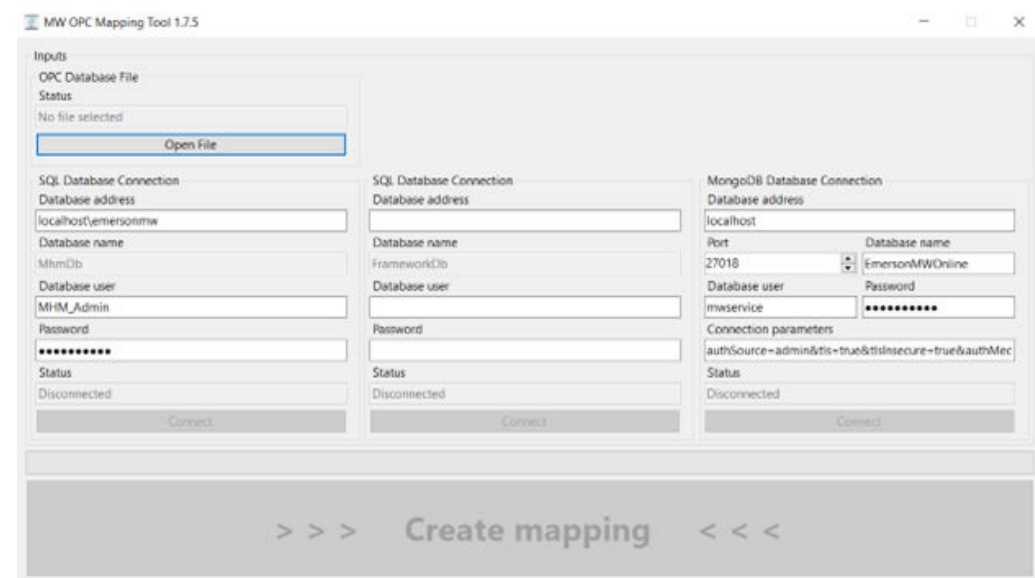 MW OPC Mapping Tool 1.7.5
Inputs
OPC Database File
Status
No file selected
Open File
SQL Database Connection
Database address
localhost\emersonmw
Database name
MhmDb
Database user
MHM_Admin
Password
●●●●●●●●●●
Status
Disconnected
Connect
SQL Database Connection
Database address
Database name
FrameworkDb
Database user
Password
Status
Disconnected
Connect
MongoDB Database Connection
Database address
localhost
Port Database name
27018 EmersonMWOnline
Database user Password
mwservice ●●●●●●●●●●
Connection parameters
authSource=admin&tls=true&tlsInsecure=true&authMec
Status
Disconnected
Connect
> > > Create mapping < < <